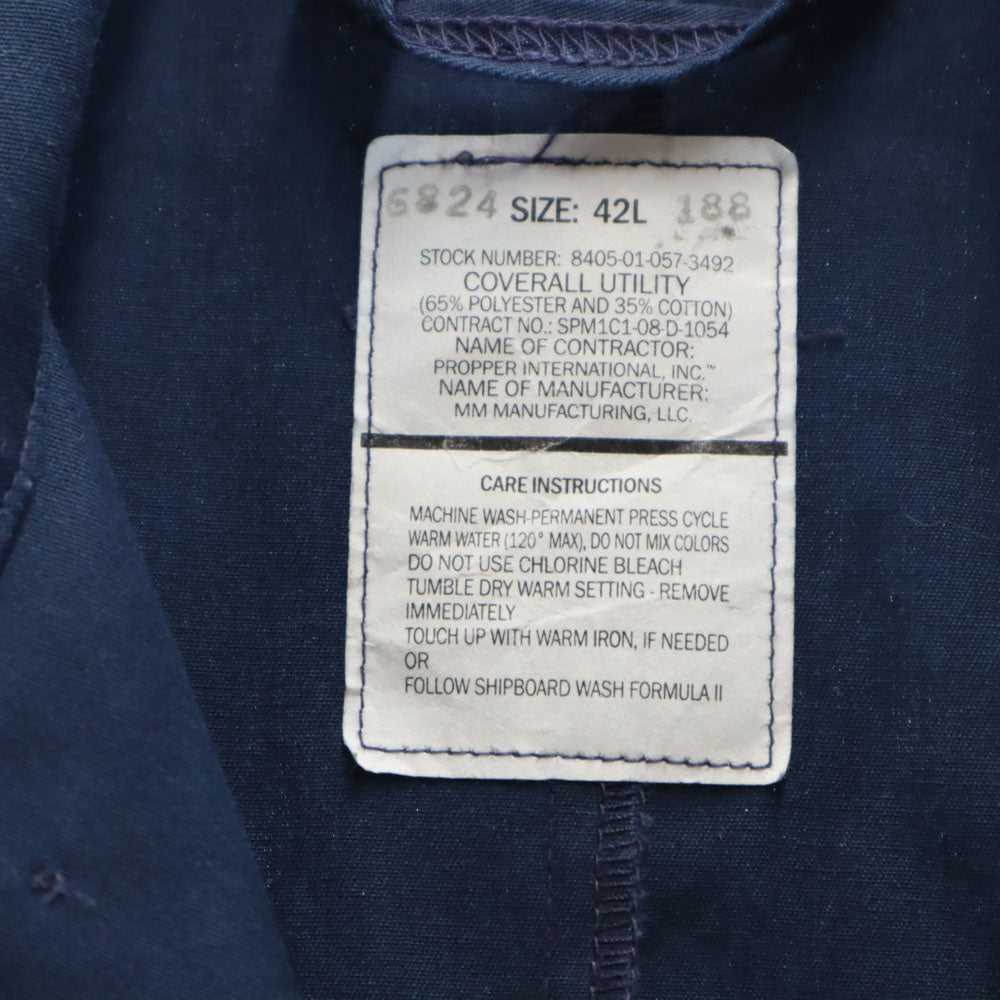 6824 SIZE: 42L 188
STOCK NUMBER: 8405-01-057-3492
COVERALL UTILITY
(65% POLYESTER AND 35% COTTON)
CONTRACT NO.: SPM1C1-08-D-1054
NAME OF CONTRACTOR:
PROPPER INTERNATIONAL, INC.™
NAME OF MANUFACTURER:
MM MANUFACTURING, LLC.
CARE INSTRUCTIONS
MACHINE WASH-PERMANENT PRESS CYCLE
WARM WATER (120° MAX), DO NOT MIX COLORS
DO NOT USE CHLORINE BLEACH
TUMBLE DRY WARM SETTING - REMOVE
IMMEDIATELY
TOUCH UP WITH WARM IRON, IF NEEDED
OR
FOLLOW SHIPBOARD WASH FORMULA II